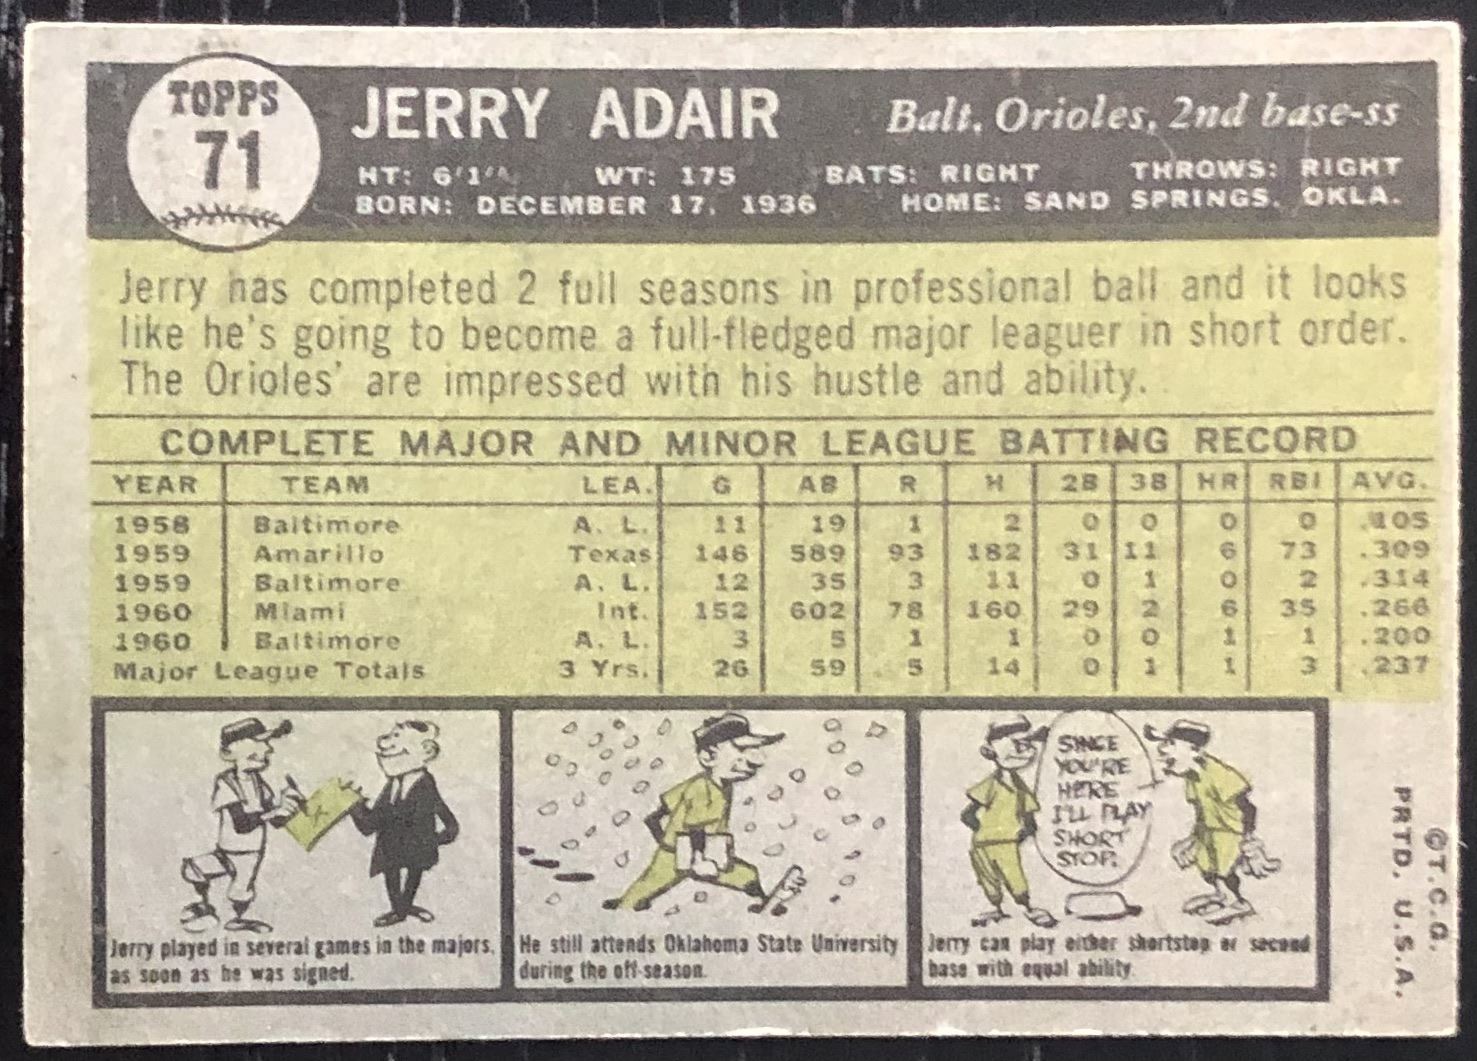 TOPPS
71
JERRY ADAIR
Balt. Orioles, 2nd base-ss
HT: 6'1" WT: 175 BATS: RIGHT THROWS: RIGHT
BORN: DECEMBER 17, 1936 HOME: SAND SPRINGS, OKLA.
Jerry has completed 2 full seasons in professional ball and it looks
like he's going to become a full-fledged major leaguer in short order.
The Orioles' are impressed with his hustle and ability.
COMPLETE MAJOR AND MINOR LEAGUE BATTING RECORD
YEAR TEAM LEA. G AB R H 2B 3B HR RBI AVG.
1958 Baltimore A. L. 11 19 1 2 0 0 0 0 .105
1959 Amarillo Texas 146 589 93 182 31 11 6 73 .309
1959 Baltimore A. L. 12 35 3 11 0 1 0 2 .314
1960 Miami Int. 152 602 78 160 29 2 6 35 .266
1960 Baltimore A. L. 3 5 1 1 0 0 1 1 .200
Major League Totals 3 Yrs. 26 59 5 14 0 1 1 3 .237
Jerry played in several games in the majors,
as soon as he was signed.
He still attends Oklahoma State University
during the off-season.
SINCE
YOU'RE
HERE
I'LL PLAY
SHORT
STOP.
Jerry can play either shortstop or second
base with equal ability.
©T.C.G.
PRTD. U.S.A.